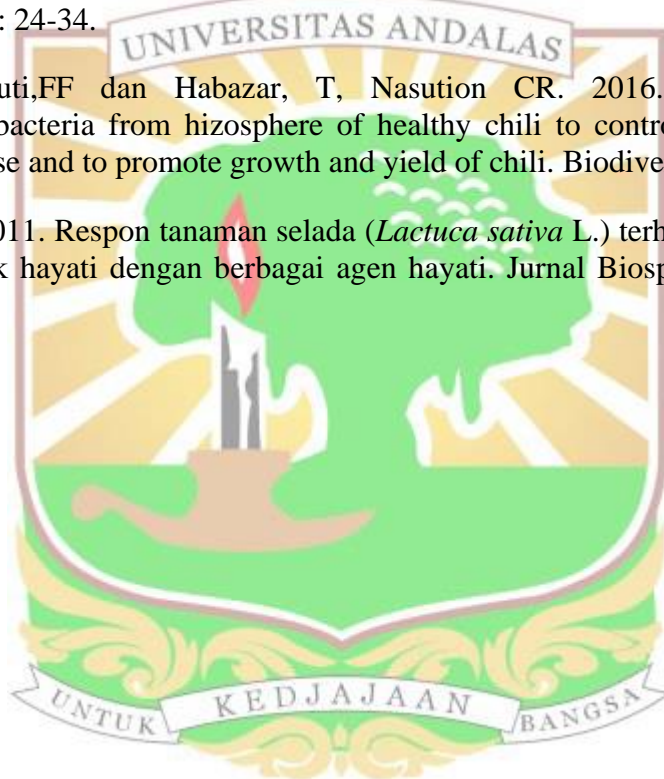 : 24-34.
UNIVERSITAS ANDALAS
uti,FF dan Habazar, T, Nasution CR. 2016.
bacteria from hizosphere of healthy chili to contro
se and to promote growth and yield of chili. Biodive
011. Respon tanaman selada (Lactuca sativa L.) terh
k hayati dengan berbagai agen hayati. Jurnal Biosp
UNTUK KEDJAJAAN BANGSA